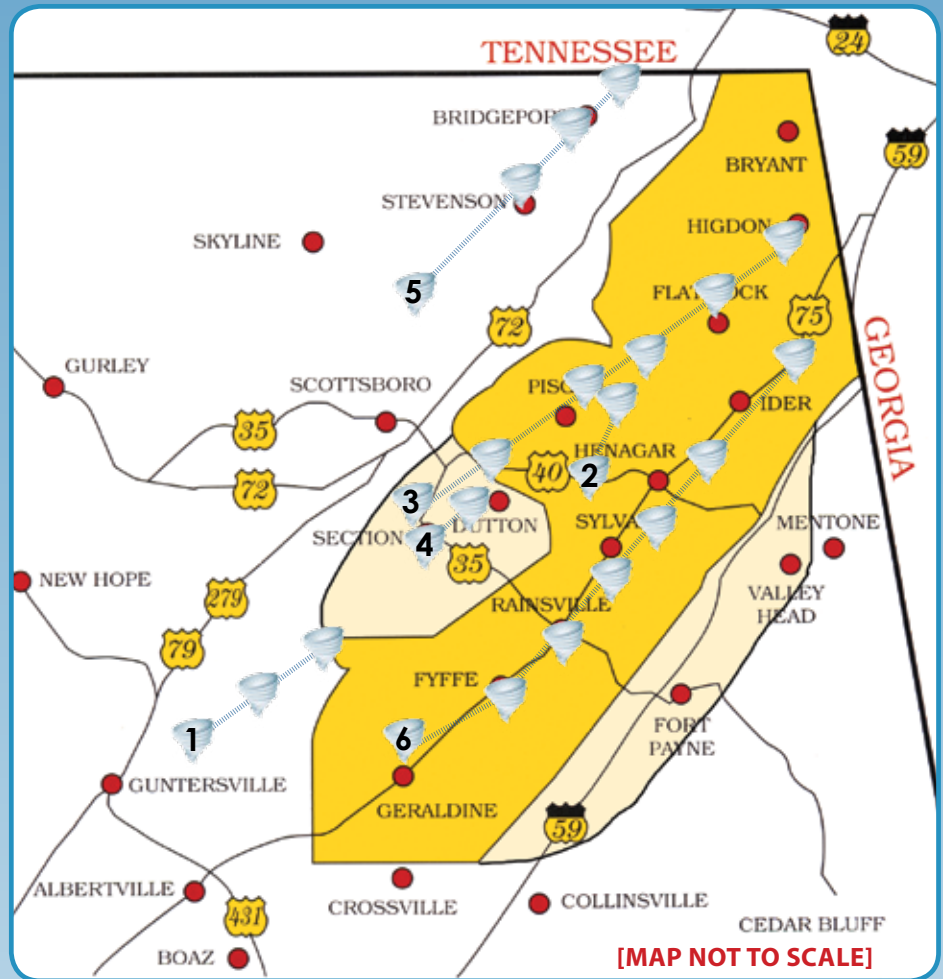 TENNESSEE
24
BRIDGEPOR
59
BRYANT
STEVENSON
HIGDON
SKYLINE
5
FLA OCK
75
72
GEORGIA
GURLEY
SCOTTSBORO
PISG
IDER
35
HENAGAR
40
2
72
3
SECTION
DUTTON
SYLVA
MENTONE
4
35
NEW HOPE
279
RAINSVILLE
VALLEY
HEAD
79
FYFFE
1
6
FORT
PAYNE
GUNTERSVILLE
GERALDINE
59
ALBERTVILLE
CROSSVILLE
COLLINSVILLE
431
CEDAR BLUFF
BOAZ
[MAP NOT TO SCALE]